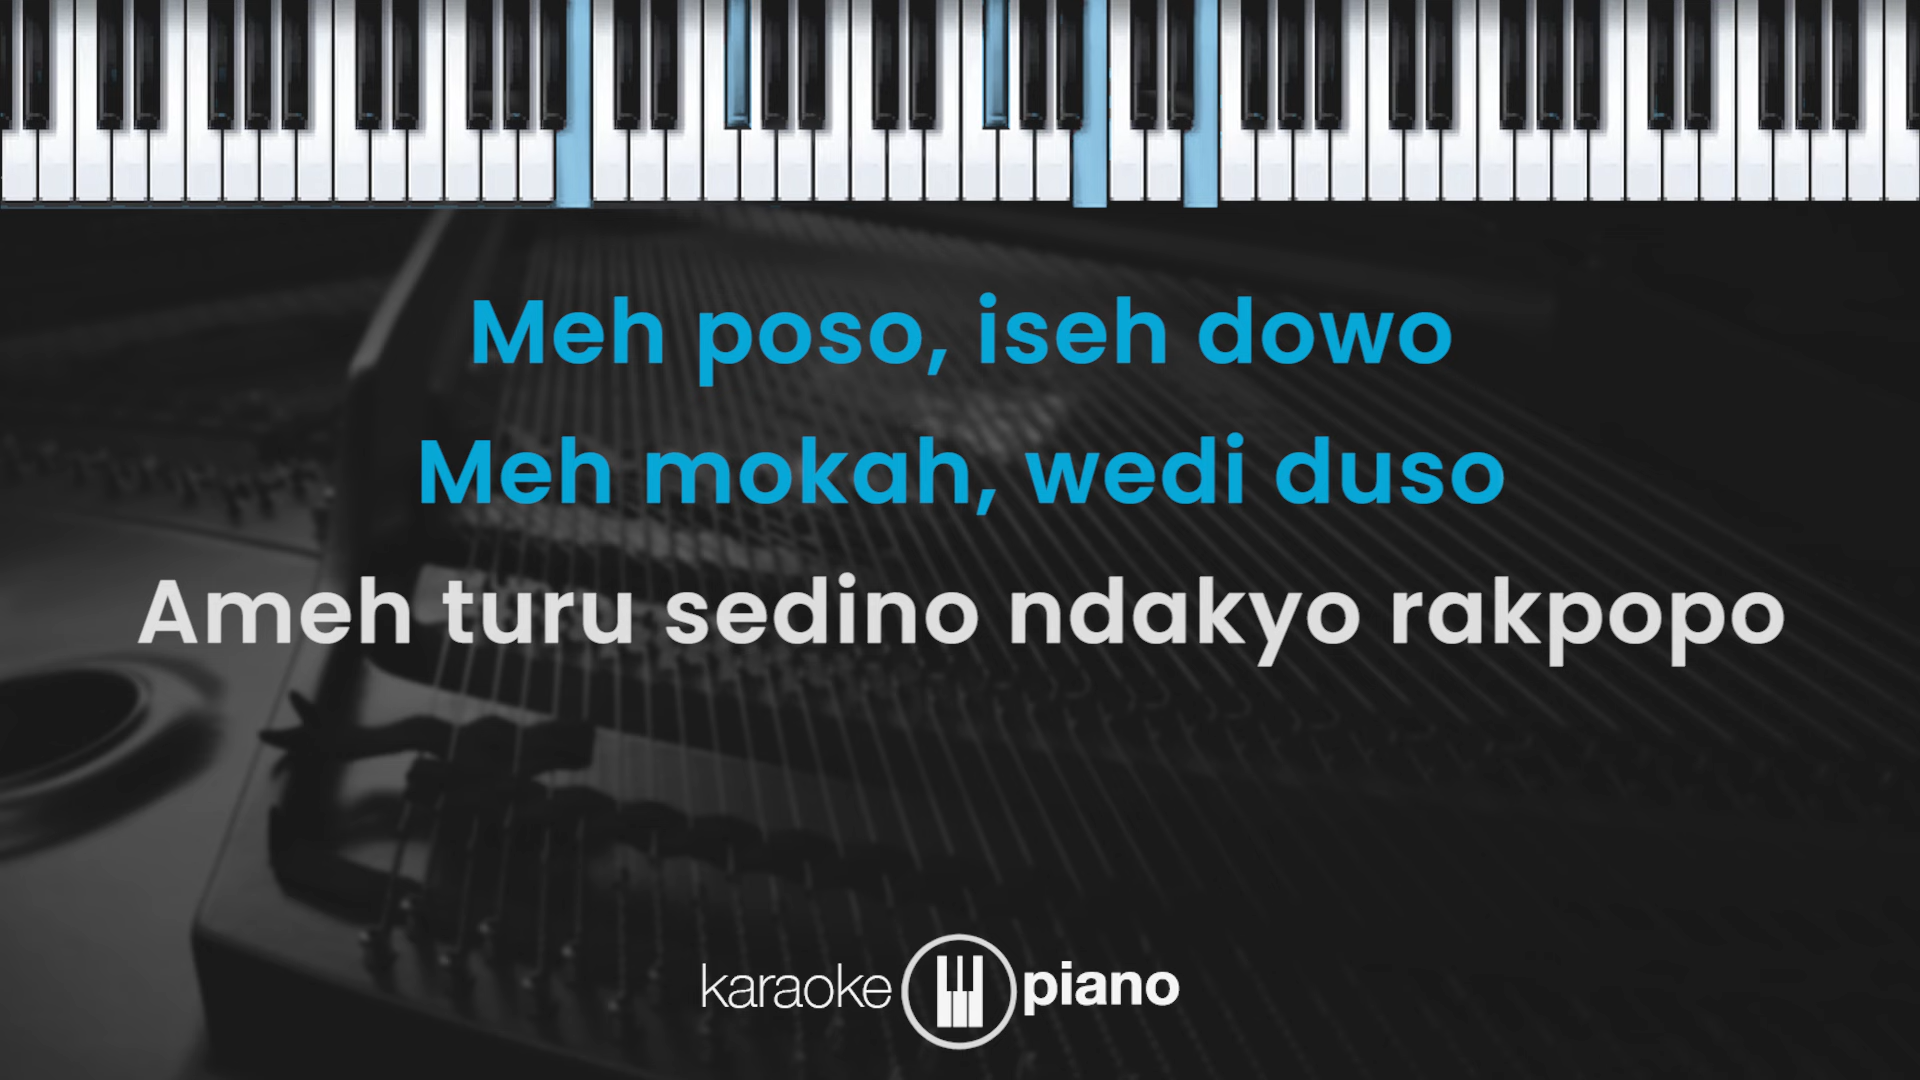 Meh poso, iseh dowo
Meh mokah, wedi duso
Ameh turu sedino ndakyo rakpopo
karaoke piano